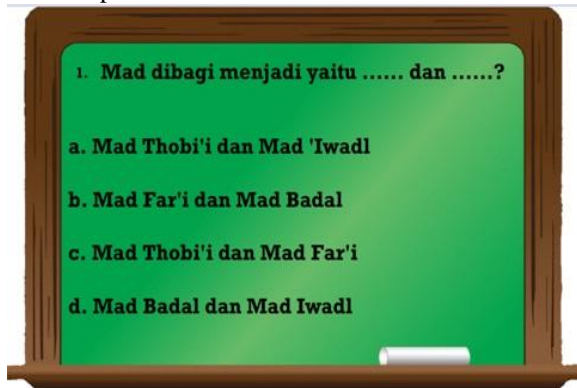 1. Mad dibagi menjadi yaitu ...... dan ......?
a. Mad Thobi'i dan Mad 'Iwadl
b. Mad Far'i dan Mad Badal
c. Mad Thobi'i dan Mad Far'i
d. Mad Badal dan Mad Iwadl